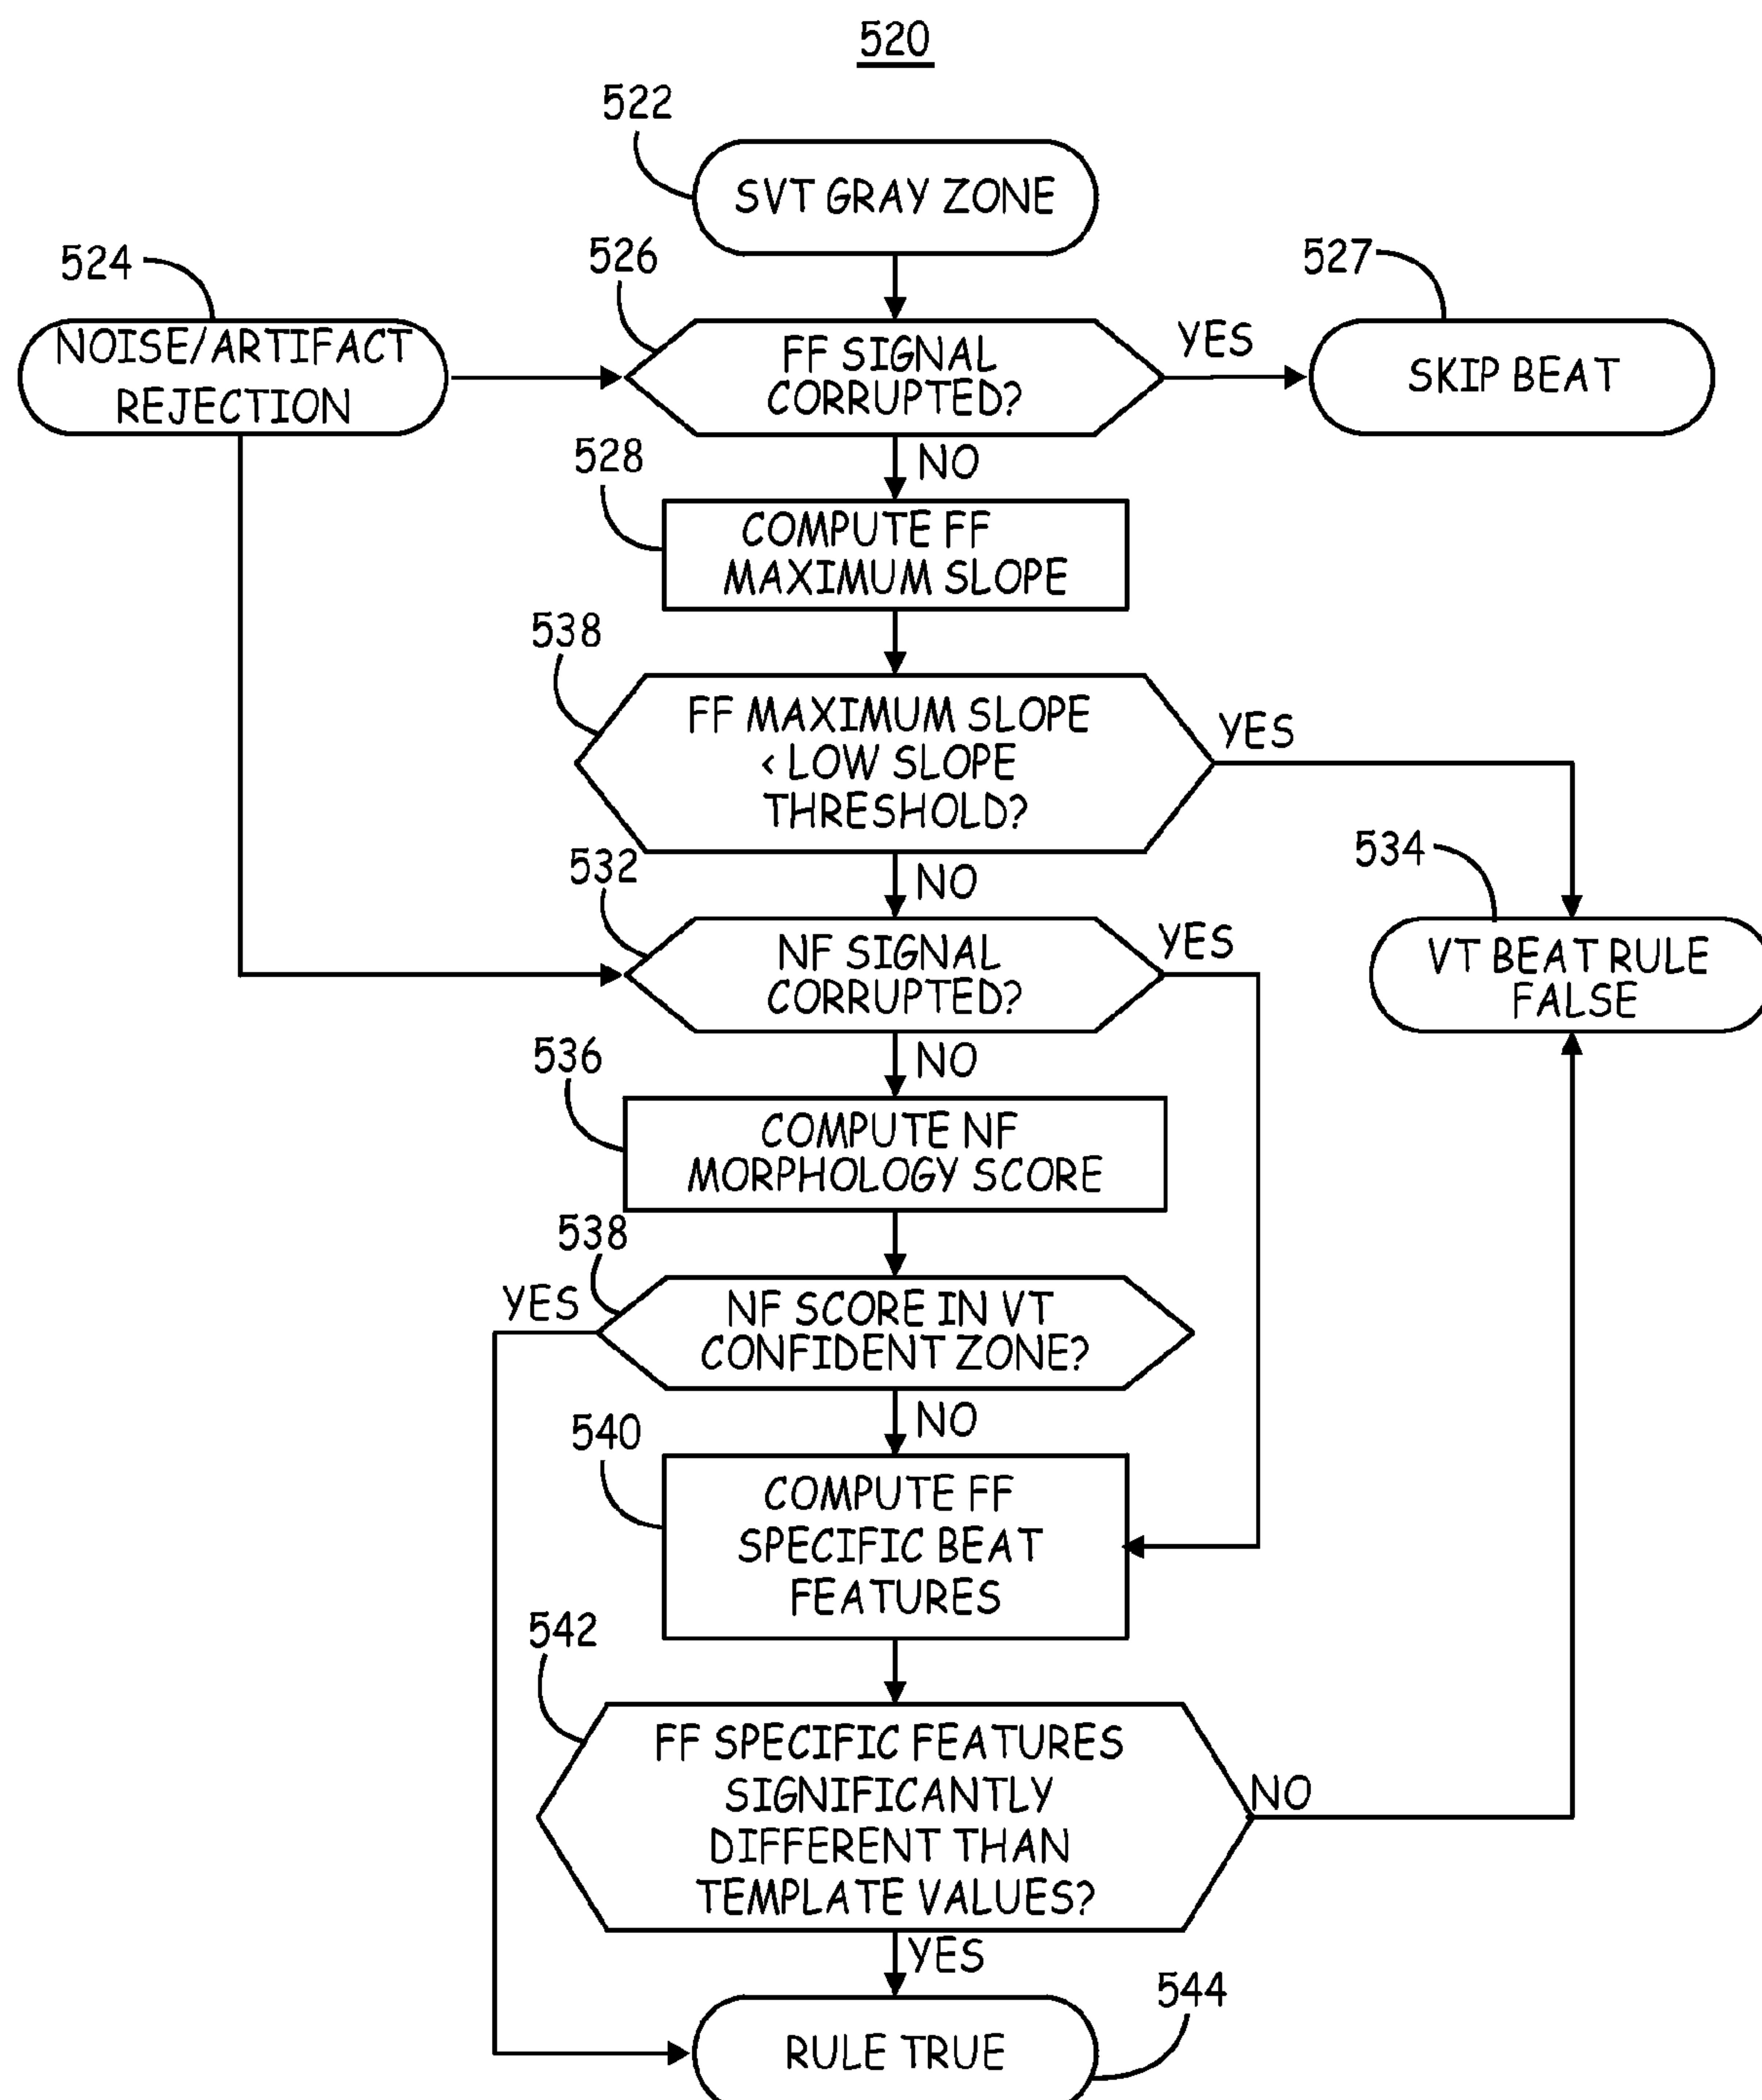 520
522
SVT GRAY ZONE
524
NOISE/ARTIFACT
REJECTION
526
FF SIGNAL
CORRUPTED?
YES
527
SKIP BEAT
NO
528
COMPUTE FF
MAXIMUM SLOPE
538
FF MAXIMUM SLOPE
< LOW SLOPE
THRESHOLD?
YES
NO
534
VT BEAT RULE
FALSE
532
NF SIGNAL
CORRUPTED?
YES
NO
536
COMPUTE NF
MORPHOLOGY SCORE
538
YES
NF SCORE IN VT
CONFIDENT ZONE?
NO
540
COMPUTE FF
SPECIFIC BEAT
FEATURES
542
FF SPECIFIC FEATURES
SIGNIFICANTLY
DIFFERENT THAN
TEMPLATE VALUES?
NO
YES
544
RULE TRUE